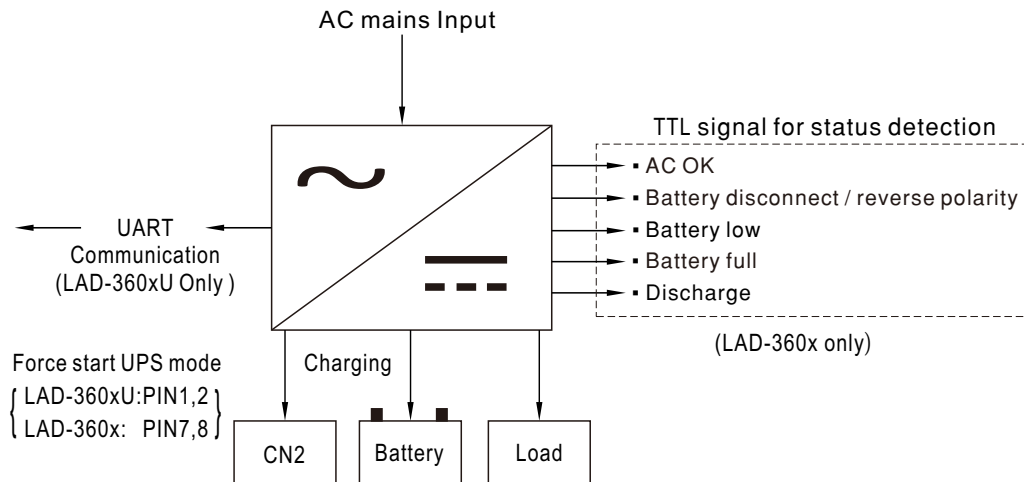 AC mains Input
TTL signal for status detection
▪ AC OK
▪ Battery disconnect / reverse polarity
▪ Battery low
▪ Battery full
▪ Discharge
(LAD-360x only)
UART
Communication
(LAD-360xU Only )
Force start UPS mode
LAD-360xU:PIN1,2
LAD-360x: PIN7,8
Charging
CN2
Battery
Load